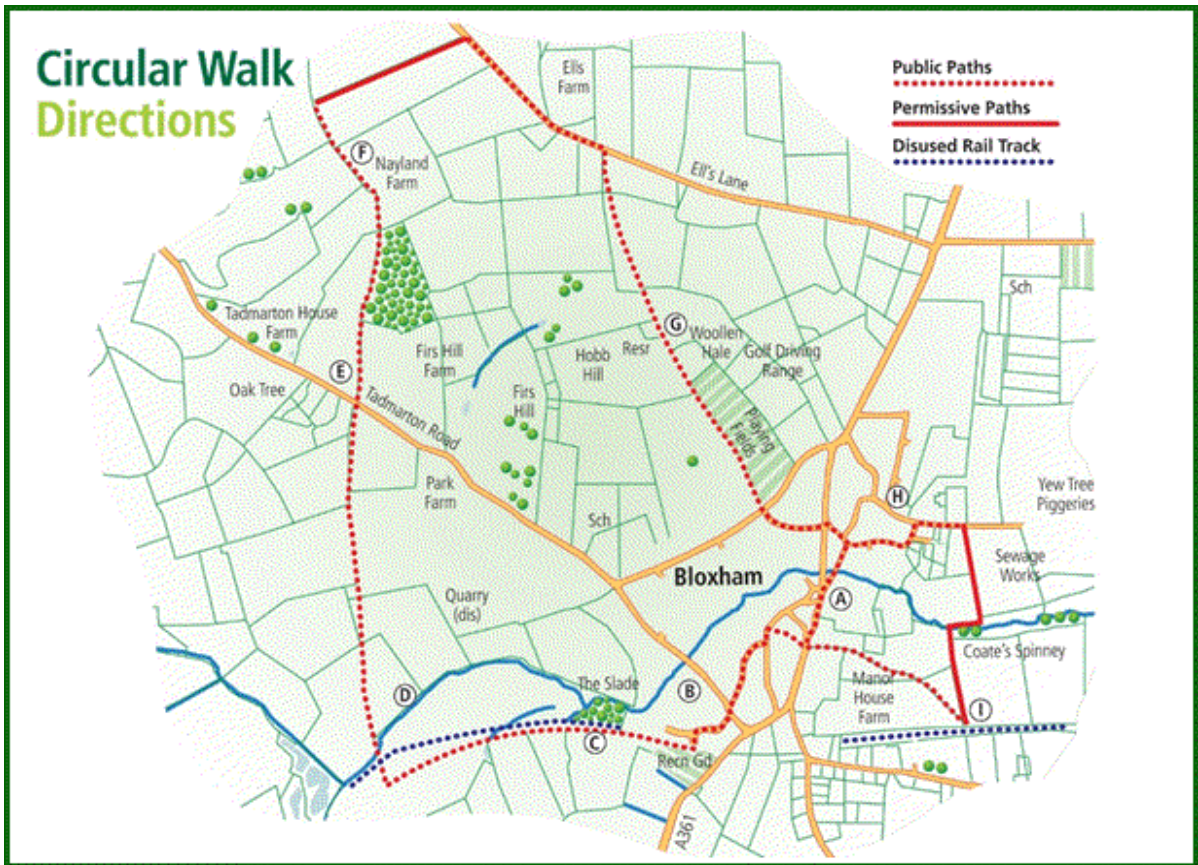 Circular Walk
Directions
Public Paths
Permissive Paths
Disused Rail Track
Ells
Farm
F
Nayland
Farm
Ell's Lane
Sch
Tadmarton House
Farm
G
Woollen
Hale
Golf Driving
Range
Resr
Hobb
Hill
Firs Hill
Farm
E
Oak Tree
Firs
Hill
Tadmarton Road
Playing
Fields
Park
Farm
Sch
H
Yew Tree
Piggeries
Sewage
Works
Bloxham
A
Quarry
(dis)
Coate's Spinney
The Slade
D
B
Manor
House
Farm
I
C
Recn Gd
A361